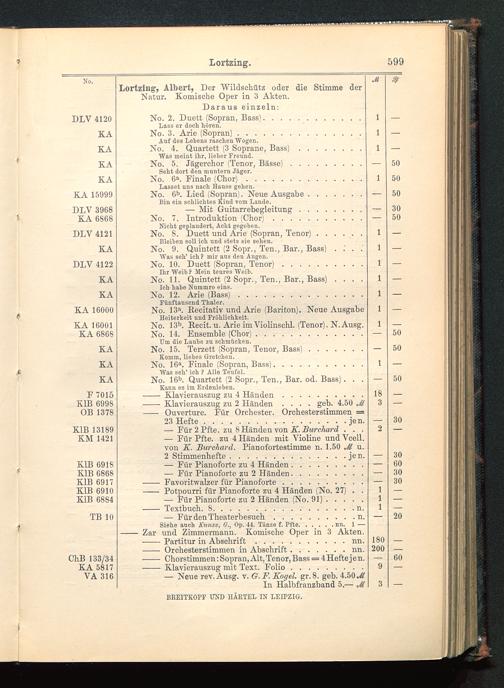 Lortzing. 599
No. ℳ ₰
Lortzing, Albert, Der Wildschütz oder die Stimme der
Natur. Komische Oper in 3 Akten.
Daraus einzeln:
DLV 4120 No. 2. Duett (Sopran, Bass). 1 —
Lass er doch hören.
KA No. 3. Arie (Sopran) 1 —
Auf des Lebens raschen Wogen.
KA No. 4. Quartett (3 Soprane, Bass) 1 —
Was meint ihr, lieber Freund.
KA No. 5. Jägerchor (Tenor, Bässe) — 50
Seht dort den muntern Jäger.
KA No. 6a. Finale (Chor) 1 50
Lasset uns nach Hause gehen.
KA 15999 No. 6b. Lied (Sopran). Neue Ausgabe — 50
Bin ein schlichtes Kind vom Lande.
DLV 3968 — Mit Guitarrebegleitung — 30
KA 6868 No. 7. Introduktion (Chor) — 50
Nicht geplaudert, Acht gegeben.
DLV 4121 No. 8. Duett und Arie (Sopran, Tenor) 1 —
Bleiben soll ich und stets sie sehen.
KA No. 9. Quintett (2 Sopr., Ten., Bar., Bass) 1 —
Was seh' ich? mir aus den Augen.
DLV 4122 No. 10. Duett (Sopran, Tenor) 1 —
Ihr Weib? Mein teures Weib.
KA No. 11. Quintett (2 Sopr., Ten., Bar., Bass) 1 —
Ich habe Nummro eins.
KA No. 12. Arie (Bass) 1 —
Fünftausend Thaler.
KA 16000 No. 13a. Recitativ und Arie (Bariton). Neue Ausgabe 1 —
Heiterkeit und Fröhlichkeit.
KA 16001 No. 13b. Recit. u. Arie im Violinschl. (Tenor). N. Ausg. 1 —
KA 6868 No. 14. Ensemble (Chor) — 50
Um die Laube zu schmücken.
KA No. 15. Terzett (Sopran, Tenor, Bass) — 50
Komm, liebes Gretchen.
KA No. 16a. Finale (Sopran, Bass) 1 —
Was seh' ich? Alle Teufel.
KA No. 16b. Quartett (2 Sopr., Ten., Bar. od. Bass) — 50
Kann es im Erdenleben.
F 7015 — Klavierauszug zu 4 Händen 18 —
KlB 6998 — Klavierauszug zu 2 Händen geb. 4.50 ℳ 3 —
OB 1378 — Ouverture. Für Orchester. Orchesterstimmen =
23 Hefte je n. — 30
KlB 13189 — Für 2 Pfte. zu 8 Händen von K. Burchard 2 —
KM 1421 — Für Pfte. zu 4 Händen mit Violine und Vcell.
von K. Burchard. Pianofortestimme n. 1.50 ℳ u.
2 Stimmenhefte je n. — 30
KlB 6918 — Für Pianoforte zu 4 Händen — 60
KlB 6868 — Für Pianoforte zu 2 Händen — 30
KlB 6917 — Favoritwalzer für Pianoforte — 30
KlB 6910 — Potpourri für Pianoforte zu 4 Händen (No. 27) 1 —
KlB 6884 — Für Pianoforte zu 2 Händen (No. 91) 1 —
— Textbuch. 8. n. 1 —
TB 10 — Für den Theaterbesuch n. — 20
Siehe auch Kunze, G., Op. 44. Tänze f. Pfte. nn. 1 —
— Zar und Zimmermann. Komische Oper in 3 Akten.
— Partitur in Abschrift nn. 180 —
— Orchesterstimmen in Abschrift nn. 200 —
ChB 133/34 — Chorstimmen: Sopran, Alt, Tenor, Bass = 4 Hefte je n. — 60
KA 5817 — Klavierauszug mit Text. Folio 9 —
VA 316 — Neue rev. Ausg. v. G. F. Kogel. gr. 8. geb. 4.50 ℳ
In Halbfranzband 5.— ℳ 3 —
BREITKOPF UND HÄRTEL IN LEIPZIG.